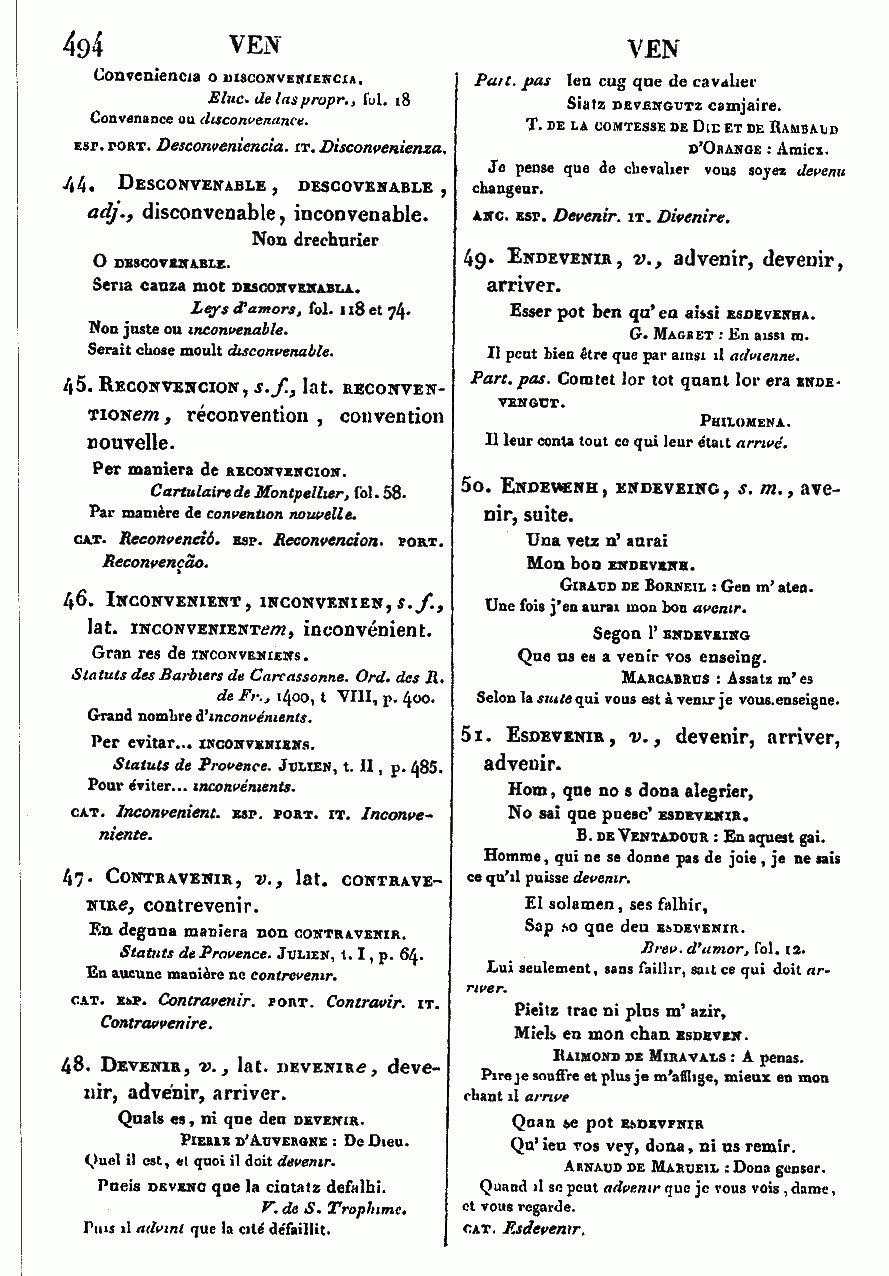 494 VEN
Conveniencia o DISCONVENIENCIA.
Eluc. de las propr., fol. 18
Convenance ou disconvenance.
ESP. PORT. Desconveniencia. IT. Disconvenienza.
44. DESCONVENABLE, DESCOVENABLE,
adj., disconvenable, inconvenable.
Non drechurier
O DESCOVENABLE.
Seria cauza mot DESCONVENABLA.
Leys d'amors, fol. 118 et 74.
Non juste ou inconvenable.
Serait chose moult disconvenable.
45. RECONVENCION, s. f., lat. RECONVEN-
TIONem, réconvention, convention
nouvelle.
Per maniera de RECONVENCION.
Cartulaire de Montpellier, fol. 58.
Par manière de convention nouvelle.
CAT. Reconvenció. ESP. Reconvencion. PORT.
Reconvenção.
46. INCONVENIENT, INCONVENIEN, s. f.,
lat. INCONVENIENTem, inconvénient.
Gran res de INCONVENIENS.
Statuts des Barbiers de Carcassonne. Ord. des R.
de Fr., 1400, t VIII, p. 400.
Grand nombre d'inconvénients.
Per evitar... INCONVENIENS.
Statuts de Provence. JULIEN, t. II, p. 485.
Pour éviter... inconvénients.
CAT. Inconvenient. ESP. PORT. IT. Inconve-
niente.
47. CONTRAVENIR, v., lat. CONTRAVE-
NIRe, contrevenir.
En deguna maniera non CONTRAVENIR.
Statuts de Provence. JULIEN, t. I, p. 64.
En aucune manière ne contrevenir.
CAT. ESP. Contravenir. PORT. Contravir. IT.
Contravvenire.
48. DEVENIR, v., lat. DEVENIRe, deve-
nir, advenir, arriver.
Quals es, ni que deu DEVENIR.
PIERRE D'AUVERGNE : De Dieu.
Quel il est, et quoi il doit devenir.
Pueis DEVENC que la ciutatz defalhi.
V. de S. Trophime.
Puis il advint que la cité défaillit.
VEN
Part. pas Ieu cug que de cavalier
Siatz DEVENGUTZ camjaire.
T. DE LA COMTESSE DE DIE ET DE RAMBAUD
D'ORANGE : Amicx.
Je pense que de chevalier vous soyez devenu
changeur.
ANC. ESP. Devenir. IT. Divenire.
49. ENDEVENIR, v., advenir, devenir,
arriver.
Esser pot ben qu'en aissi ESDEVENHA.
G. MAGRET : En aissi m.
Il peut bien être que par ainsi il advienne.
Part. pas. Comtet lor tot quant lor era ENDE-
VENGUT.
PHILOMENA.
Il leur conta tout ce qui leur était arrivé.
50. ENDEVENH, ENDEVEING, s. m., ave-
nir, suite.
Una vetz n'aurai
Mon bon ENDEVENH.
GIRAUD DE BORNEIL : Gen m'aten.
Une fois j'en aurai mon bon avenir.
Segon l'ENDEVEING
Que us es a venir vos enseing.
MARCABRUS : Assatz m'es
Selon la suite qui vous est à venir je vous.enseigne.
51. ESDEVENIR, v., devenir, arriver,
advenir.
Hom, que no s dona alegrier,
No sai que puesc' ESDEVENIR.
B. DE VENTADOUR : En aquest gai.
Homme, qui ne se donne pas de joie, je ne sais
ce qu'il puisse devenir.
El solamen, ses falhir,
Sap so que deu ESDEVENIR.
Brev. d'amor, fol. 12.
Lui seulement, sans faillir, sait ce qui doit ar-
river.
Pieitz trac ni plus m'azir,
Miels en mon chan ESDEVEN.
RAIMOND DE MIRAVALS : A penas.
Pire je souffre et plus je m'afflige, mieux en mon
chant il arrive
Quan se pot ESDEVENIR
Qu'ieu vos vey, dona, ni us remir.
ARNAUD DE MARUEIL : Dona genser.
Quand il se peut advenir que je vous vois, dame,
et vous regarde.
CAT. Esdevenir.